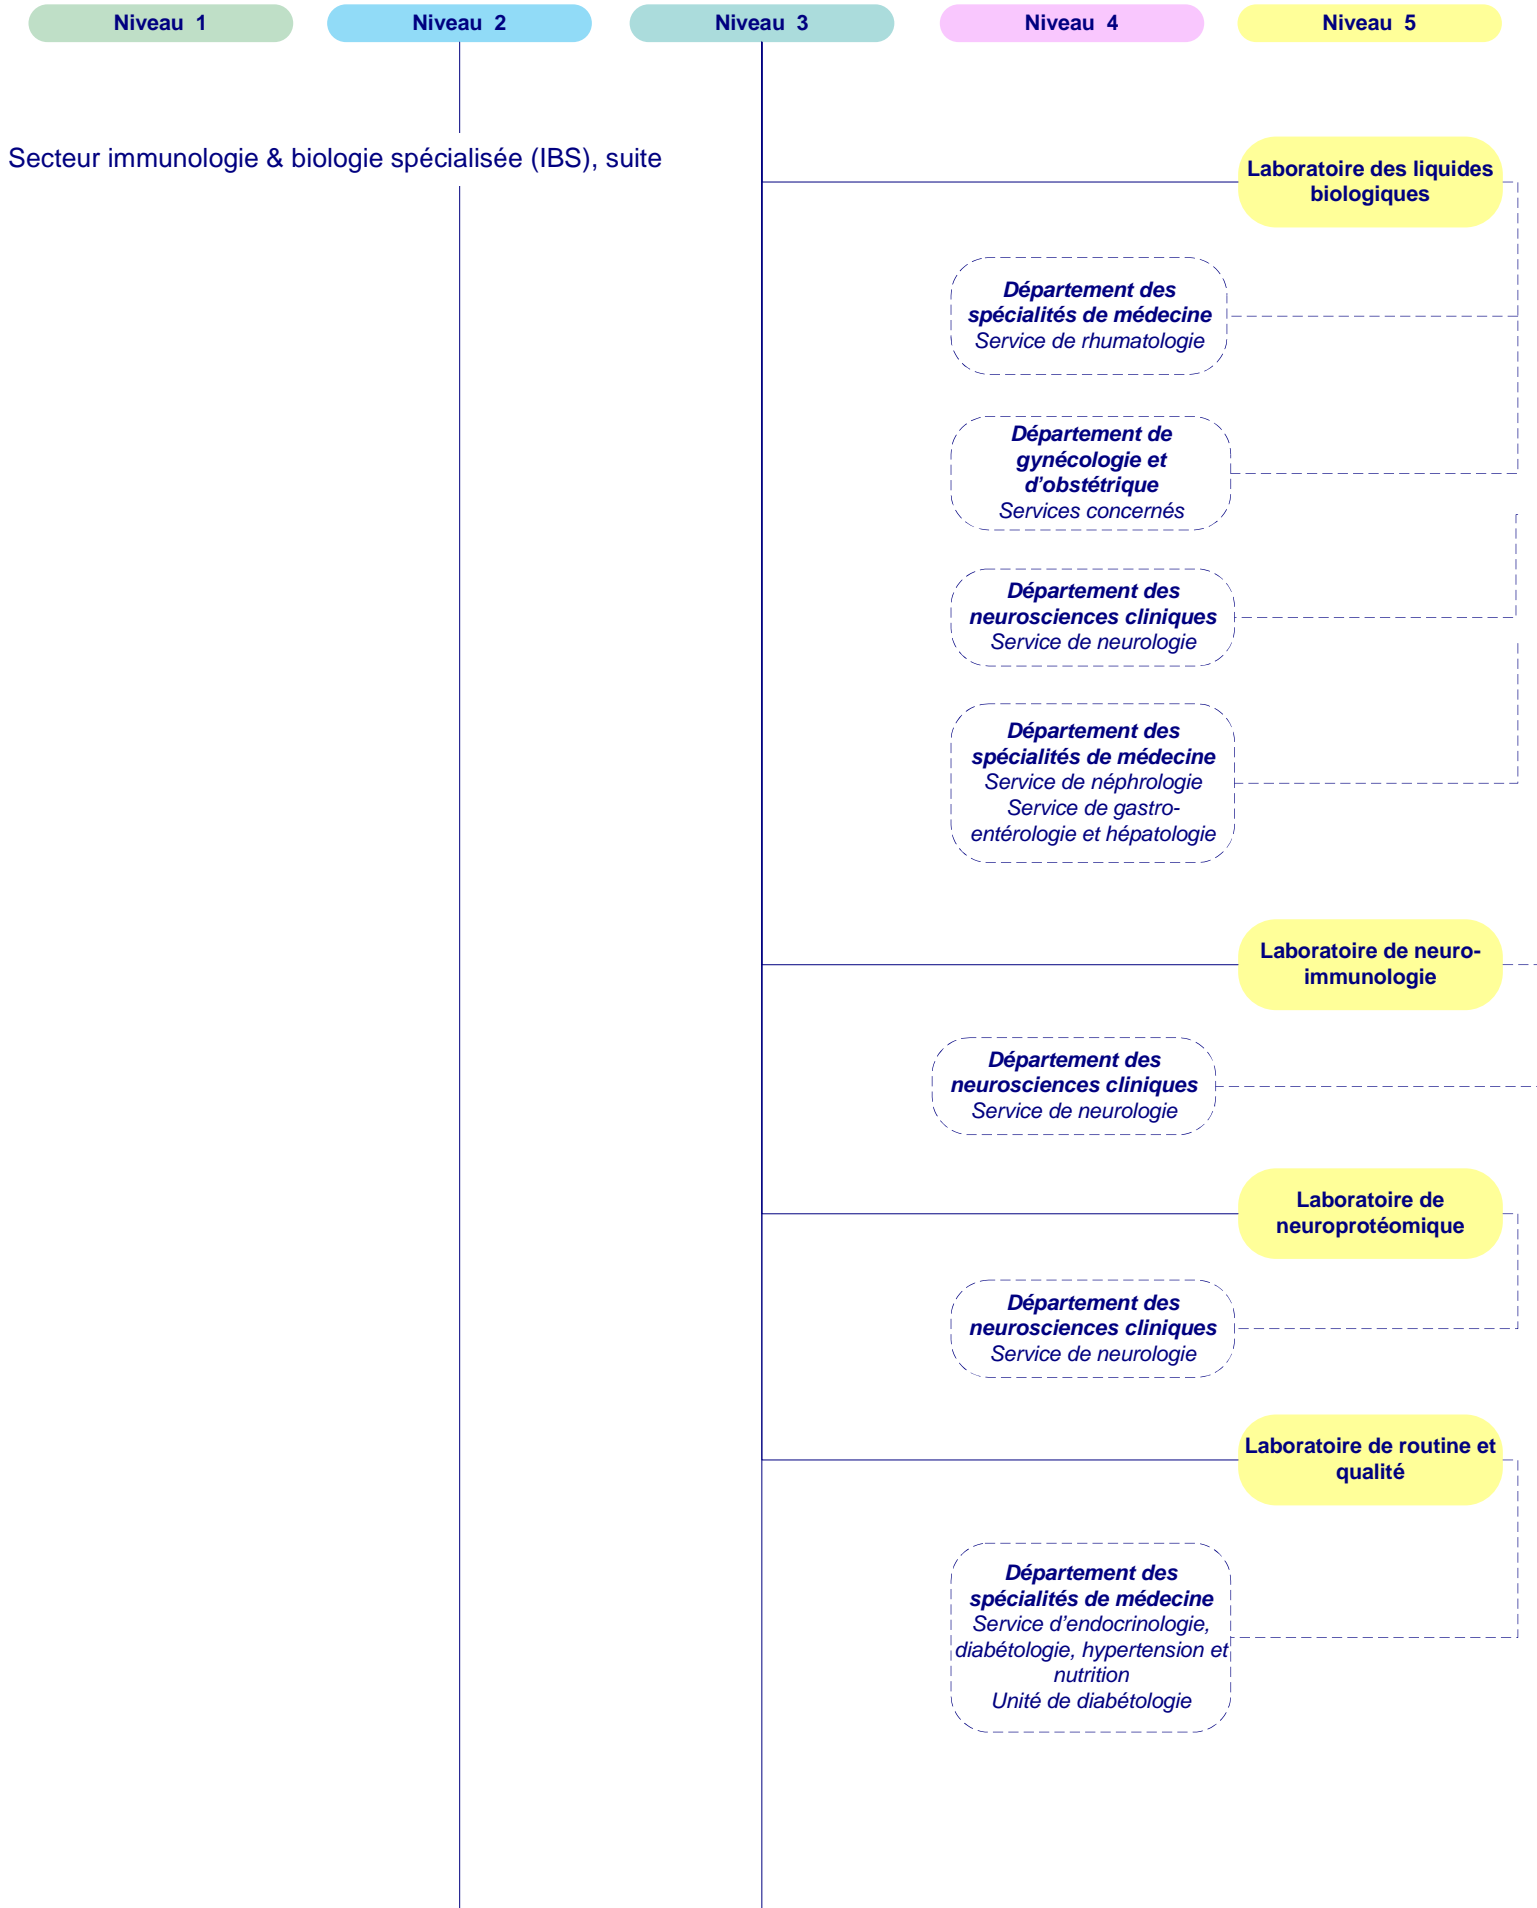 Niveau 1
Niveau 2
Niveau 3
Niveau 4
Niveau 5
Secteur immunologie & biologie spécialisée (IBS), suite
Laboratoire des liquides
biologiques
Département des
spécialités de médecine
Service de rhumatologie
Département de
gynécologie et
d'obstétrique
Services concernés
Département des
neurosciences cliniques
Service de neurologie
Département des
spécialités de médecine
Service de néphrologie
Service de gastro-
entérologie et hépatologie
Laboratoire de neuro-
immunologie
Département des
neurosciences cliniques
Service de neurologie
Laboratoire de
neuroprotéomique
Département des
neurosciences cliniques
Service de neurologie
Laboratoire de routine et
qualité
Département des
spécialités de médecine
Service d’endocrinologie,
diabétologie, hypertension et
nutrition
Unité de diabétologie